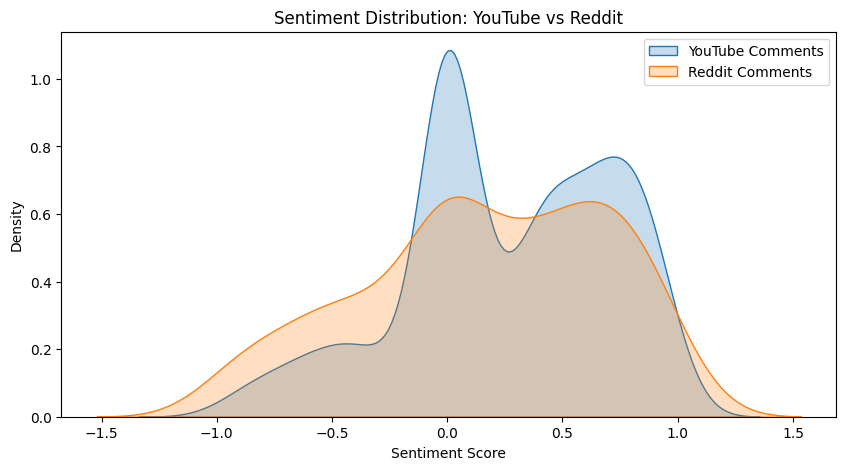 Sentiment Distribution: YouTube vs Reddit
YouTube Comments
Reddit Comments
Density
1.0
0.8
0.6
0.4
0.2
0.0
−1.5 −1.0 −0.5 0.0 0.5 1.0 1.5
Sentiment Score